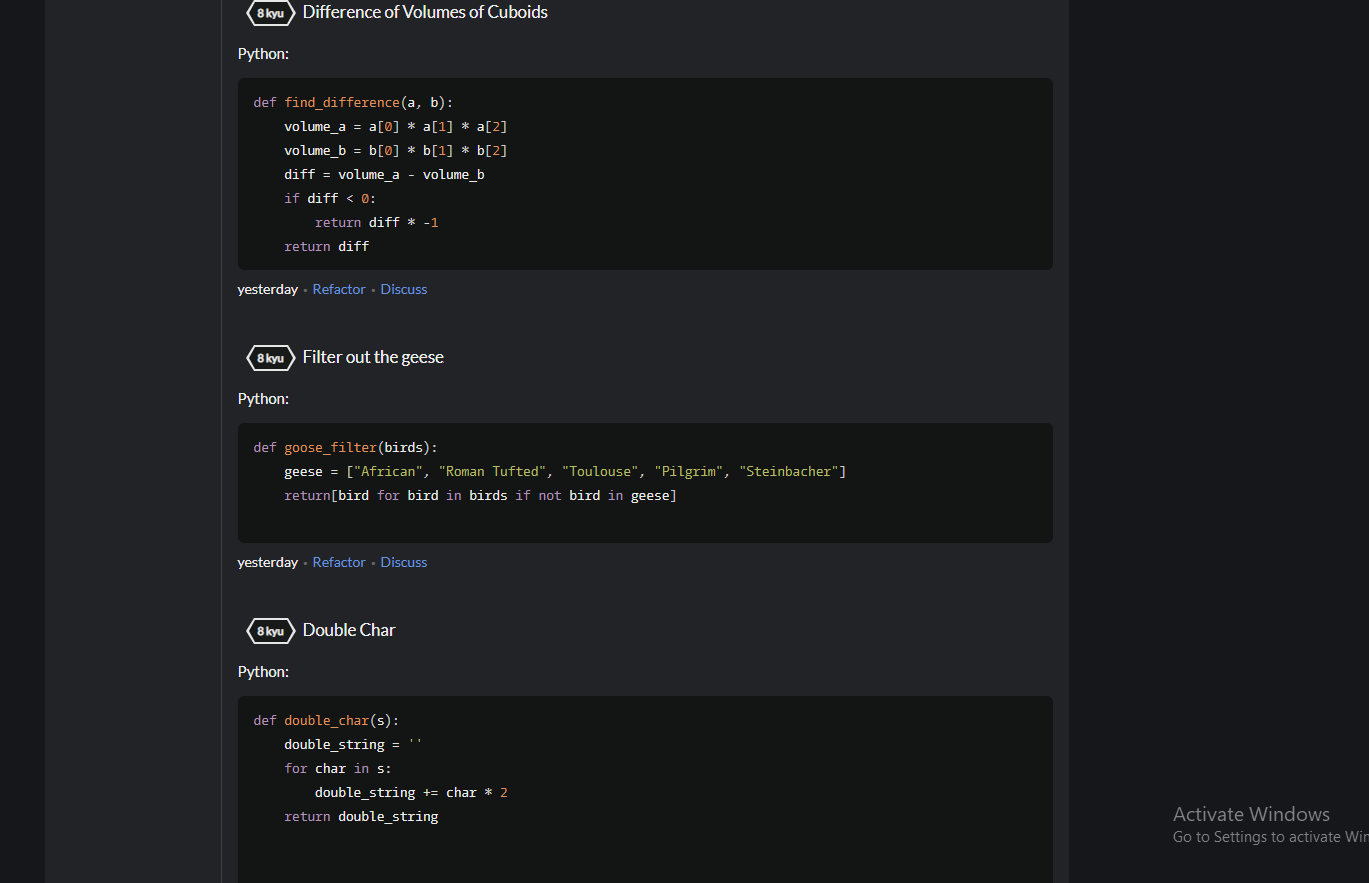 8 kyu Difference of Volumes of Cuboids
Python:
def find_difference(a, b):
    volume_a = a[0] * a[1] * a[2]
    volume_b = b[0] * b[1] * b[2]
    diff = volume_a - volume_b
    if diff < 0:
        return diff * -1
    return diff
yesterday • Refactor • Discuss
8 kyu Filter out the geese
Python:
def goose_filter(birds):
    geese = ["African", "Roman Tufted", "Toulouse", "Pilgrim", "Steinbacher"]
    return[bird for bird in birds if not bird in geese]
yesterday • Refactor • Discuss
8 kyu Double Char
Python:
def double_char(s):
    double_string = ''
    for char in s:
        double_string += char * 2
    return double_string
Activate Windows
Go to Settings to activate Win